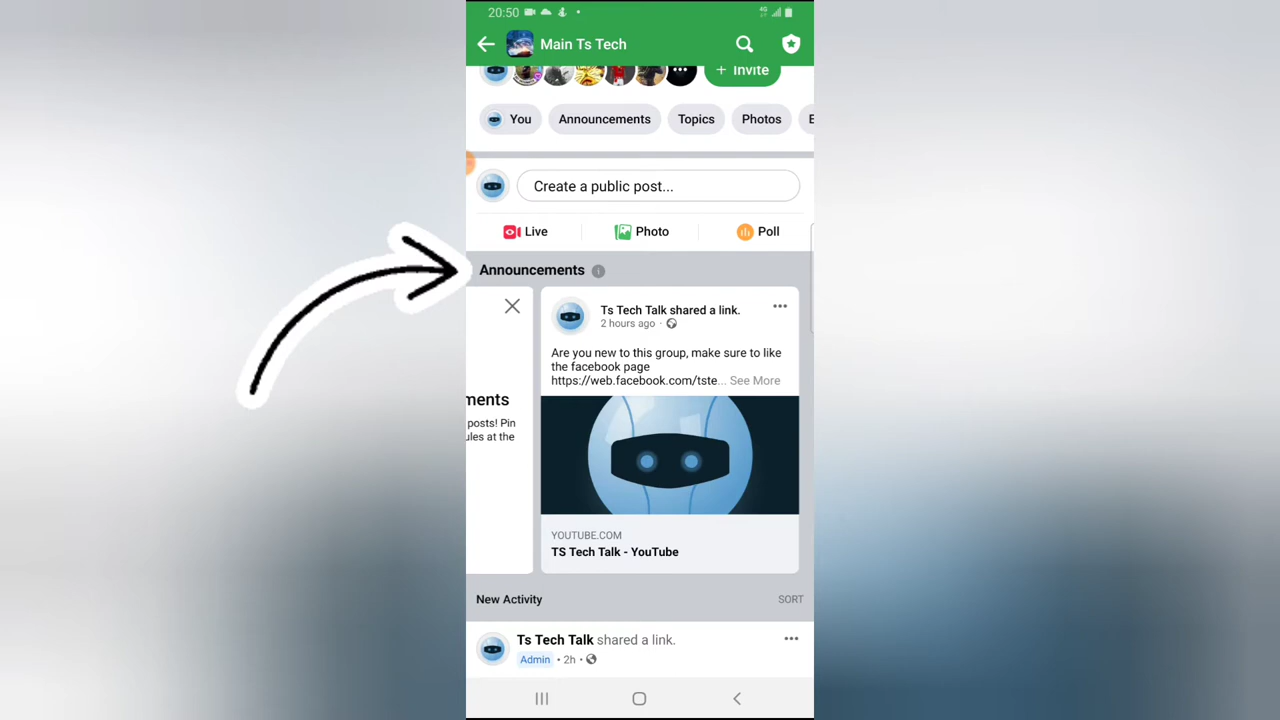 20:50
4G
Main Ts Tech
+ Invite
You
Announcements
Topics
Photos
E
Create a public post...
Live
Photo
Poll
Announcements
ments
posts! Pin
ules at the
Ts Tech Talk shared a link.
2 hours ago ·
Are you new to this group, make sure to like
the facebook page
https://web.facebook.com/tste... See More
YOUTUBE.COM
TS Tech Talk - YouTube
New Activity
SORT
Ts Tech Talk shared a link.
Admin • 2h •